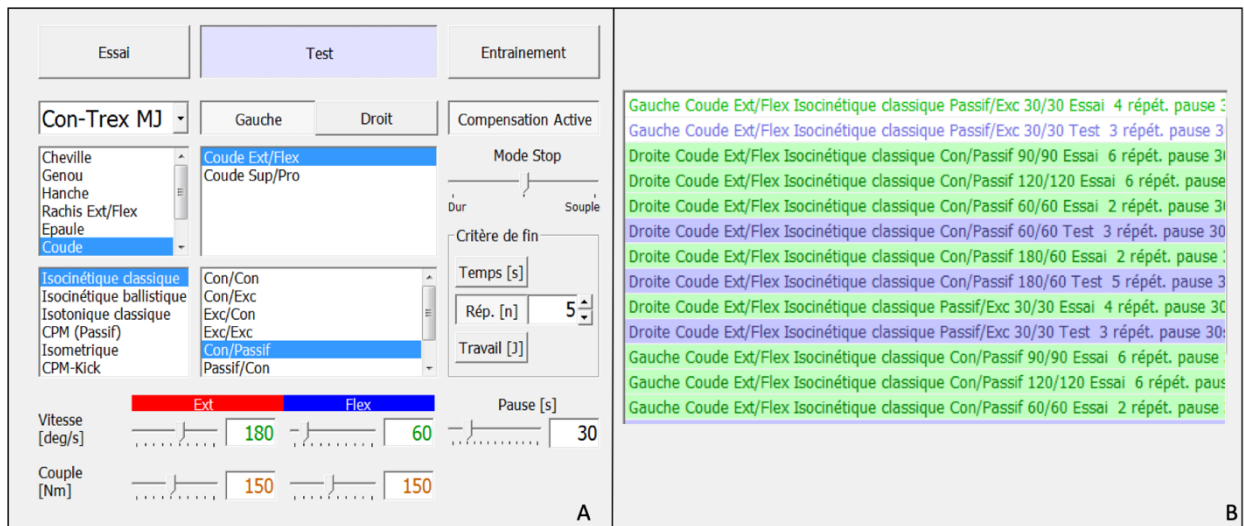 Essai
Test
Entrainement
Con-Trex MJ
Gauche
Droit
Compensation Active
Cheville
Genou
Hanche
Rachis Ext/Flex
Epaule
Coude
Coude Ext/Flex
Coude Sup/Pro
Mode Stop
Dur
Souple
Critère de fin
Temps [s]
Rép. [n]
5
Travail [J]
Isocinétique classique
Isocinétique ballistique
Isotonique classique
CPM (Passif)
Isometrique
CPM-Kick
Con/Con
Con/Exc
Exc/Con
Exc/Exc
Con/Passif
Passif/Con
Ext
Flex
Pause [s]
Vitesse
[deg/s]
180
60
30
Couple
[Nm]
150
150
A
Gauche Coude Ext/Flex Isocinétique classique Passif/Exc 30/30 Essai 4 répét. pause 3
Gauche Coude Ext/Flex Isocinétique classique Passif/Exc 30/30 Test 3 répét. pause 3
Droite Coude Ext/Flex Isocinétique classique Con/Passif 90/90 Essai 6 répét. pause 30
Droite Coude Ext/Flex Isocinétique classique Con/Passif 120/120 Essai 6 répét. pause
Droite Coude Ext/Flex Isocinétique classique Con/Passif 60/60 Essai 2 répét. pause 30
Droite Coude Ext/Flex Isocinétique classique Con/Passif 60/60 Test 3 répét. pause 30
Droite Coude Ext/Flex Isocinétique classique Con/Passif 180/60 Essai 2 répét. pause
Droite Coude Ext/Flex Isocinétique classique Con/Passif 180/60 Test 5 répét. pause 3
Droite Coude Ext/Flex Isocinétique classique Passif/Exc 30/30 Essai 4 répét. pause 30
Droite Coude Ext/Flex Isocinétique classique Passif/Exc 30/30 Test 3 répét. pause 30
Gauche Coude Ext/Flex Isocinétique classique Con/Passif 90/90 Essai 6 répét. pause
Gauche Coude Ext/Flex Isocinétique classique Con/Passif 120/120 Essai 6 répét. paus
Gauche Coude Ext/Flex Isocinétique classique Con/Passif 60/60 Essai 2 répét. pause
B